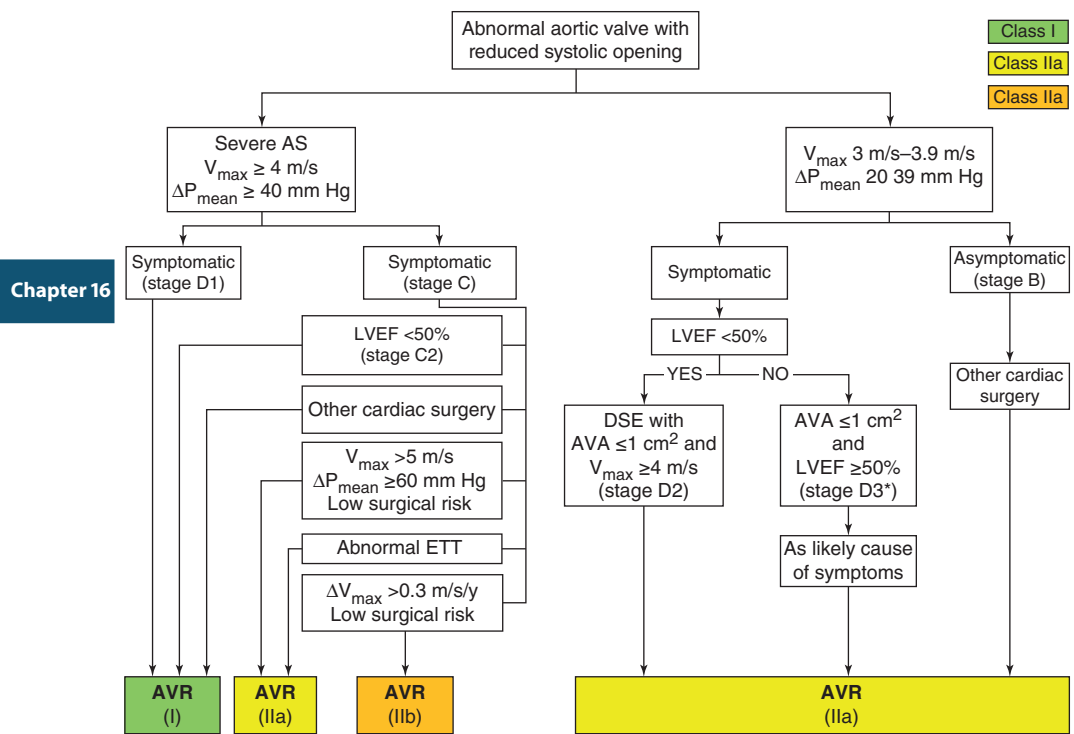 Abnormal aortic valve with
reduced systolic opening
Class I
Class IIa
Class IIa
Severe AS
Vmax ≥ 4 m/s
ΔPmean ≥ 40 mm Hg
Vmax 3 m/s–3.9 m/s
ΔPmean 20 39 mm Hg
Chapter 16
Symptomatic
(stage D1)
Symptomatic
(stage C)
Symptomatic
Asymptomatic
(stage B)
LVEF <50%
(stage C2)
LVEF <50%
YES
NO
Other cardiac surgery
Other cardiac
surgery
Vmax >5 m/s
ΔPmean ≥60 mm Hg
Low surgical risk
DSE with
AVA ≤1 cm2 and
Vmax ≥4 m/s
(stage D2)
AVA ≤1 cm2
and
LVEF ≥50%
(stage D3*)
Abnormal ETT
As likely cause
of symptoms
ΔVmax >0.3 m/s/y
Low surgical risk
AVR
(I)
AVR
(IIa)
AVR
(IIb)
AVR
(IIa)